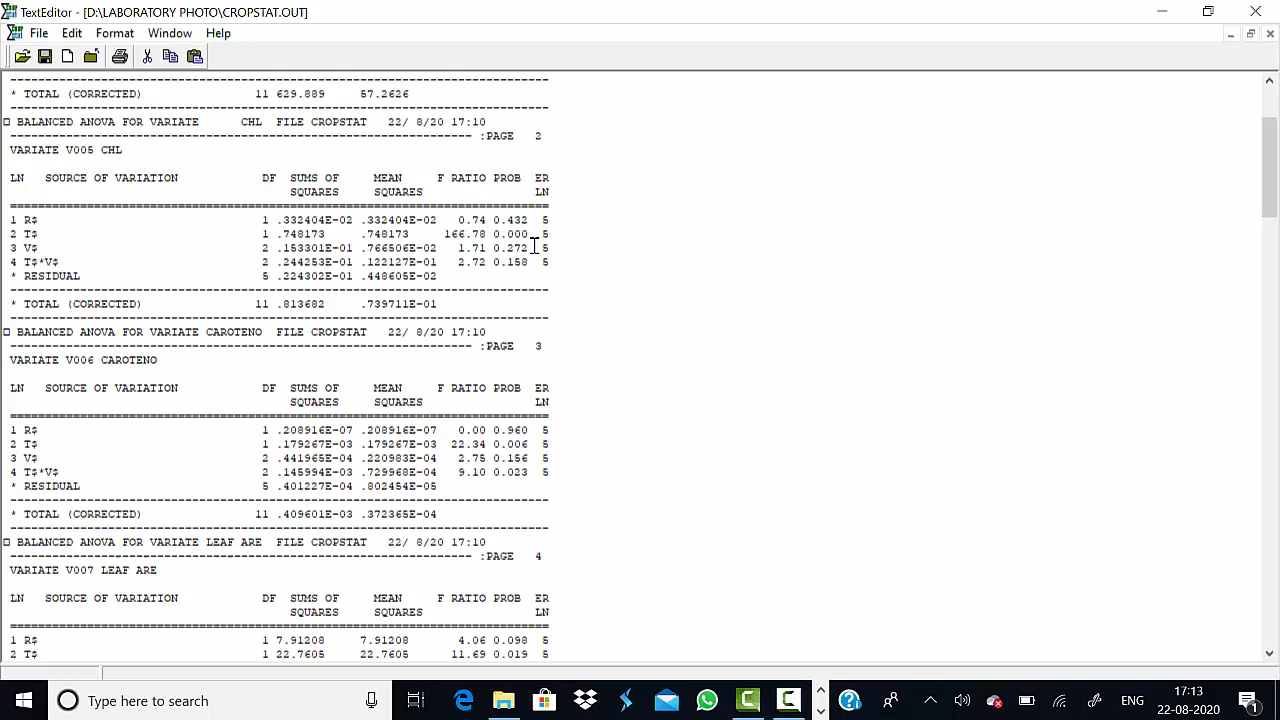 TextEditor - [D:\LABORATORY PHOTO\CROPSTAT.OUT]
File Edit Format Window Help
--------------------------------------------------------------------------------
* TOTAL (CORRECTED) 11 629.889 57.2626
--------------------------------------------------------------------------------
□ BALANCED ANOVA FOR VARIATE CHL FILE CROPSTAT 22/ 8/20 17:10
------------------------------------------------------------------ :PAGE 2
VARIATE V005 CHL
LN SOURCE OF VARIATION DF SUMS OF MEAN F RATIO PROB ER
SQUARES SQUARES LN
=============================================================================
1 R$ 1 .332404E-02 .332404E-02 0.74 0.432 5
2 T$ 1 .748173 .748173 166.78 0.000 5
3 V$ 2 .153301E-01 .766506E-02 1.71 0.272 5
4 T$*V$ 2 .244253E-01 .122127E-01 2.72 0.158 5
* RESIDUAL 5 .224302E-01 .448605E-02
-----------------------------------------------------------------------------
* TOTAL (CORRECTED) 11 .813682 .739711E-01
-----------------------------------------------------------------------------
□ BALANCED ANOVA FOR VARIATE CAROTENO FILE CROPSTAT 22/ 8/20 17:10
------------------------------------------------------------------ :PAGE 3
VARIATE V006 CAROTENO
LN SOURCE OF VARIATION DF SUMS OF MEAN F RATIO PROB ER
SQUARES SQUARES LN
=============================================================================
1 R$ 1 .208916E-07 .208916E-07 0.00 0.960 5
2 T$ 1 .179267E-03 .179267E-03 22.34 0.006 5
3 V$ 2 .441965E-04 .220983E-04 2.75 0.156 5
4 T$*V$ 2 .145994E-03 .729968E-04 9.10 0.023 5
* RESIDUAL 5 .401227E-04 .802454E-05
-----------------------------------------------------------------------------
* TOTAL (CORRECTED) 11 .409601E-03 .372365E-04
-----------------------------------------------------------------------------
□ BALANCED ANOVA FOR VARIATE LEAF ARE FILE CROPSTAT 22/ 8/20 17:10
------------------------------------------------------------------ :PAGE 4
VARIATE V007 LEAF ARE
LN SOURCE OF VARIATION DF SUMS OF MEAN F RATIO PROB ER
SQUARES SQUARES LN
=============================================================================
1 R$ 1 7.91208 7.91208 4.06 0.098 5
2 T$ 1 22.7605 22.7605 11.69 0.019 5
Type here to search
ENG
17:15
22-08-2020